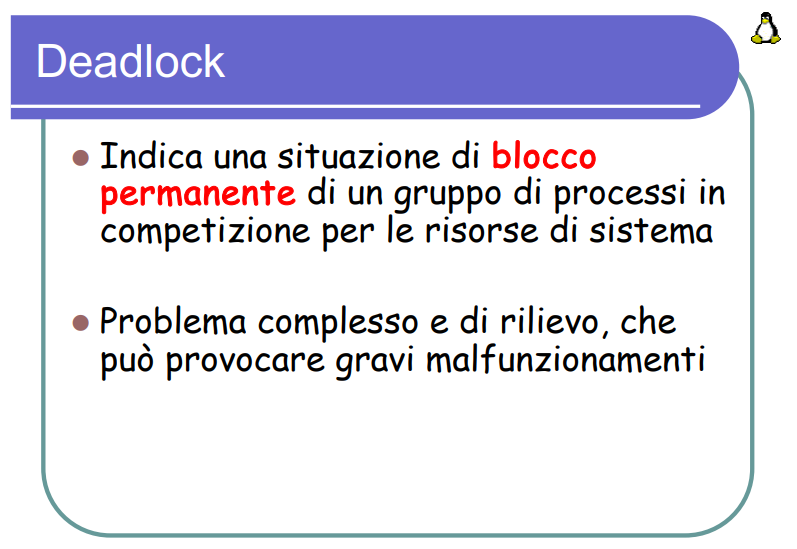 Deadlock
Indica una situazione di blocco
permanente di un gruppo di processi in
competizione per le risorse di sistema
Problema complesso e di rilievo, che
può provocare gravi malfunzionamenti